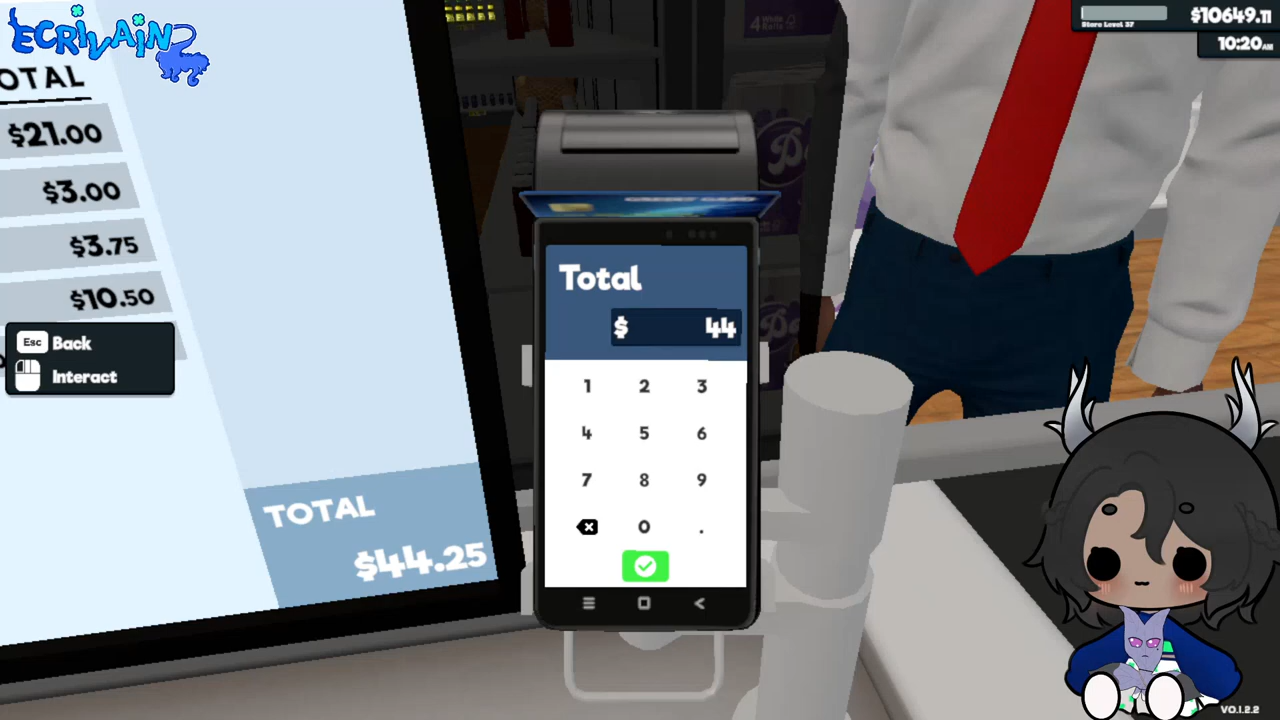 ECRIVAIN
OTAL
$21.00
$3.00
$3.75
$10.50
Esc Back
Interact
TOTAL
$44.25
CREDIT CARD
Total
$ 44
1 2 3
4 5 6
7 8 9
0 .
$10649.11
Store Level 37
10:20AM
V0.1.2.2